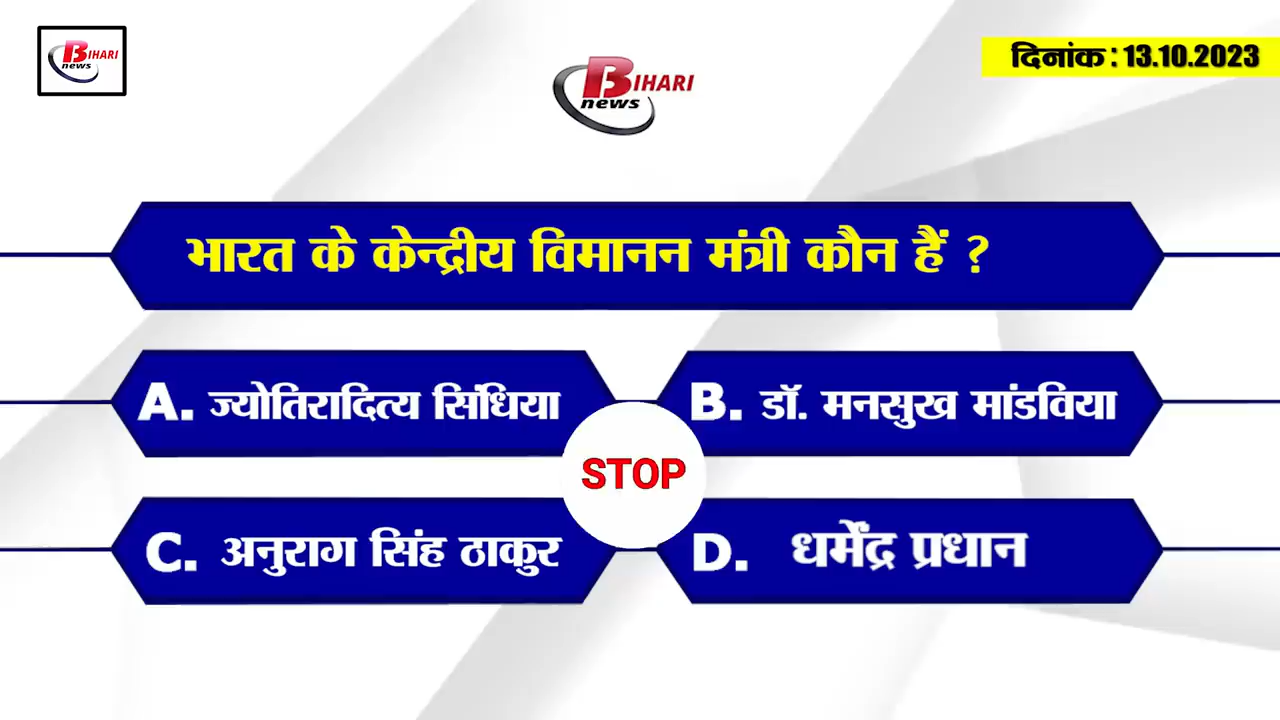 BIHARI
news
BIHARI
news
दिनांक : 13.10.2023
भारत के केन्द्रीय विमानन मंत्री कौन हैं ?
A. ज्योतिरादित्य सिंधिया
B. डॉ. मनसुख मांडविया
STOP
C. अनुराग सिंह ठाकुर
D. धर्मेंद्र प्रधान